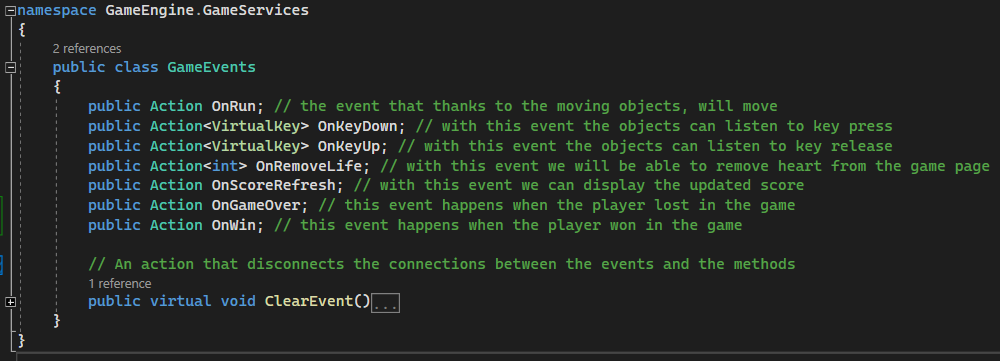 namespace GameEngine.GameServices
{
2 references
public class GameEvents
{
public Action OnRun; // the event that thanks to the moving objects, will move
public Action<VirtualKey> OnKeyDown; // with this event the objects can listen to key press
public Action<VirtualKey> OnKeyUp; // with this event the objects can listen to key release
public Action<int> OnRemoveLife; // with this event we will be able to remove heart from the game page
public Action OnScoreRefresh; // with this event we can display the updated score
public Action OnGameOver; // this event happens when the player lost in the game
public Action OnWin; // this event happens when the player won in the game
// An action that disconnects the connections between the events and the methods
1 reference
public virtual void ClearEvent()...
}
}